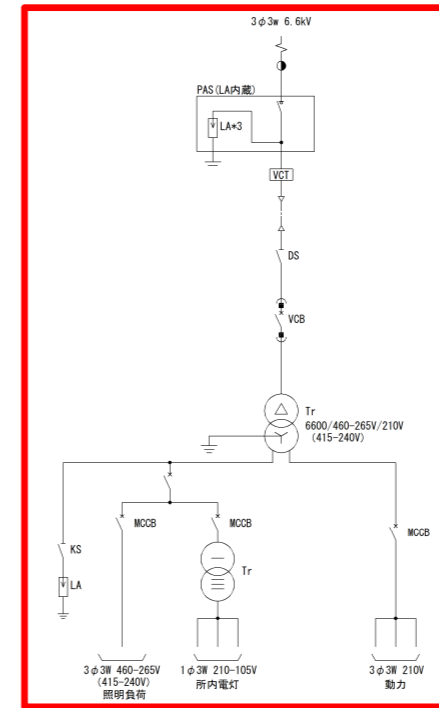 3φ3w 6.6kV
PAS(LA内蔵)
LA*3
VCT
DS
VCB
Tr
6600/460-265V/210V
(415-240V)
MCCB
MCCB
MCCB
KS
Tr
LA
3φ3W 460-265V
(415-240V)
照明負荷
1φ3W 210-105V
所内電灯
3φ3W 210V
動力